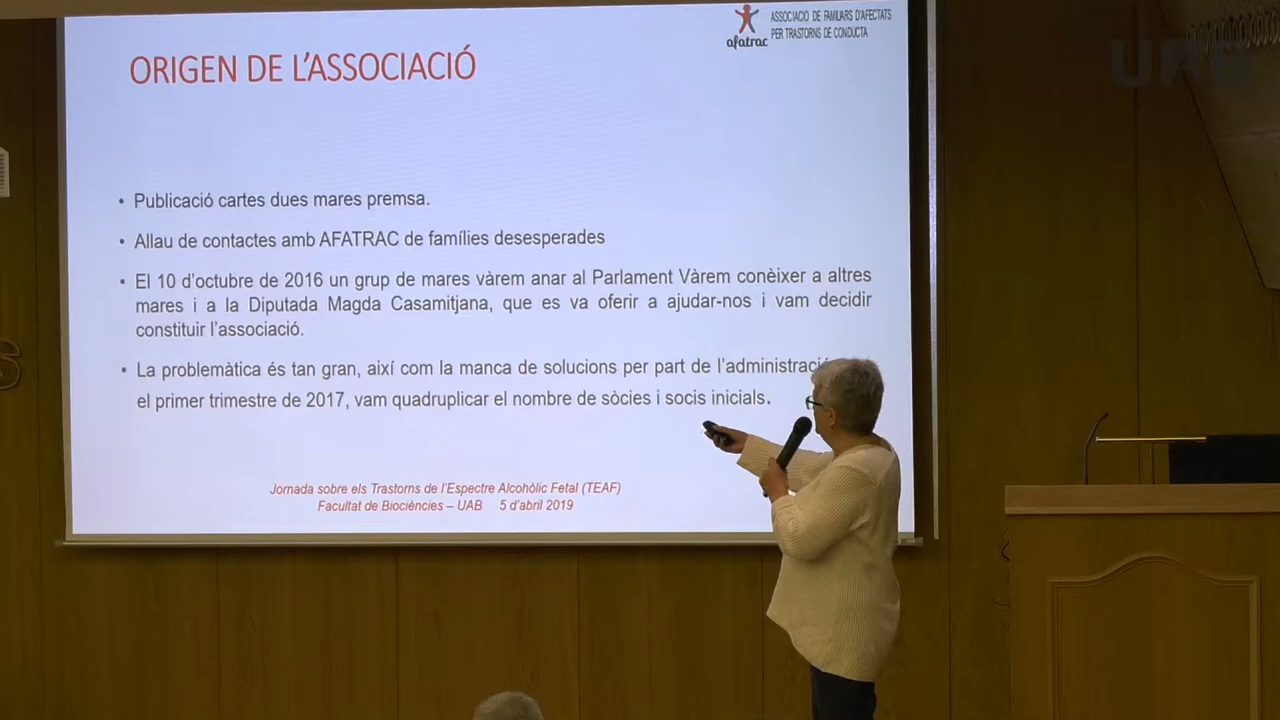 afatrac
ASSOCIACIO DE FAMILIARS D'AFECTATS
PER TRASTORNS DE CONDUCTA
UAB
ORIGEN DE L'ASSOCIACIÓ
• Publicació cartes dues mares premsa.
• Allau de contactes amb AFATRAC de famílies desesperades
• El 10 d'octubre de 2016 un grup de mares vàrem anar al Parlament Vàrem conèixer a altres
mares i a la Diputada Magda Casamitjana, que es va oferir a ajudar-nos i vam decidir
constituir l'associació.
• La problemàtica és tan gran, així com la manca de solucions per part de l'administració
el primer trimestre de 2017, vam quadruplicar el nombre de sòcies i socis inicials.
Jornada sobre els Trastorns de l'Espectre Alcohòlic Fetal (TEAF)
Facultat de Biociències – UAB 5 d'abril 2019